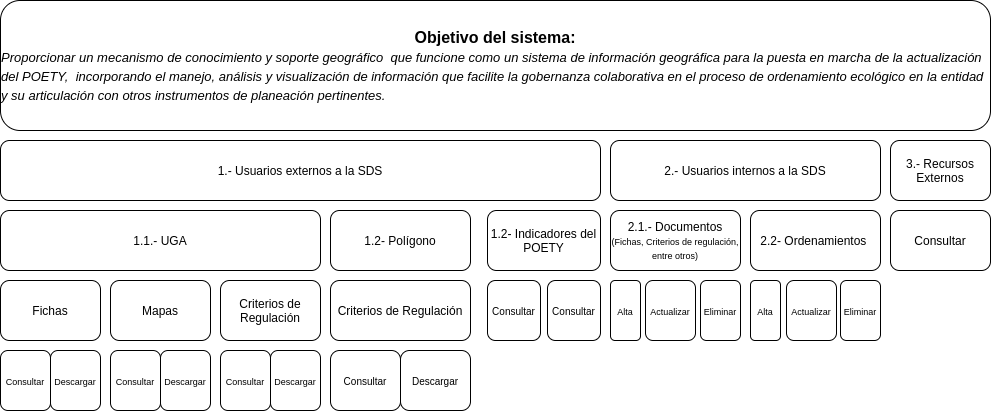 Objetivo del sistema:
Proporcionar un mecanismo de conocimiento y soporte geográfico  que funcione como un sistema de información geográfica para la puesta en marcha de la actualización
del POETY,  incorporando el manejo, análisis y visualización de información que facilite la gobernanza colaborativa en el proceso de ordenamiento ecológico en la entidad
y su articulación con otros instrumentos de planeación pertinentes.
1.- Usuarios externos a la SDS
2.- Usuarios internos a la SDS
3.- Recursos
Externos
1.1.- UGA
1.2- Polígono
1.2- Indicadores del
POETY
2.1.- Documentos
(Fichas, Criterios de regulación,
entre otros)
2.2- Ordenamientos
Consultar
Fichas
Mapas
Criterios de
Regulación
Criterios de Regulación
Consultar
Consultar
Alta
Actualizar
Eliminar
Alta
Actualizar
Eliminar
Consultar
Descargar
Consultar
Descargar
Consultar
Descargar
Consultar
Descargar